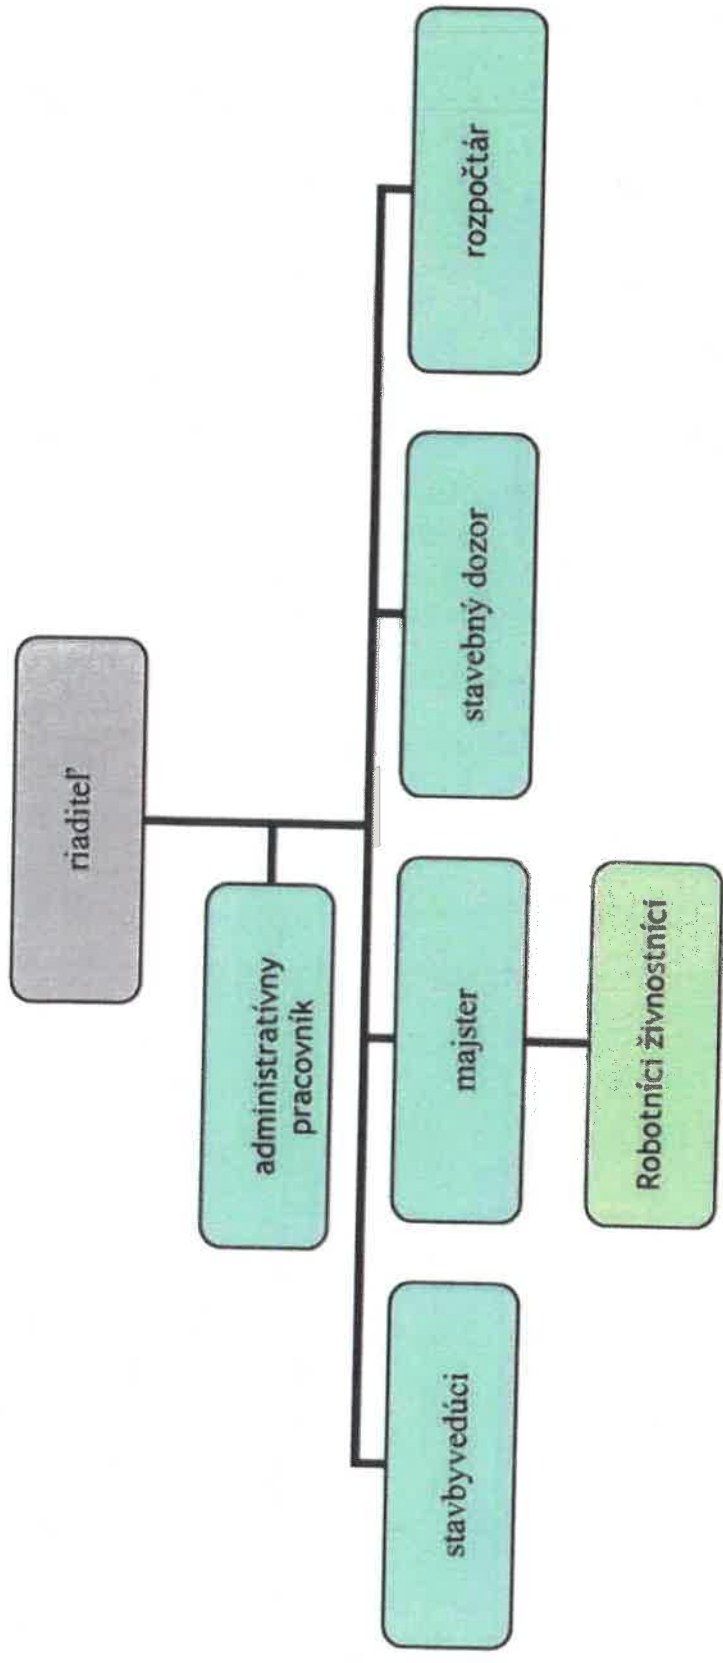 riaditeľ
administratívny
pracovník
stavbyvedúci
majster
stavebný dozor
rozpočtár
Robotníci živnostníci